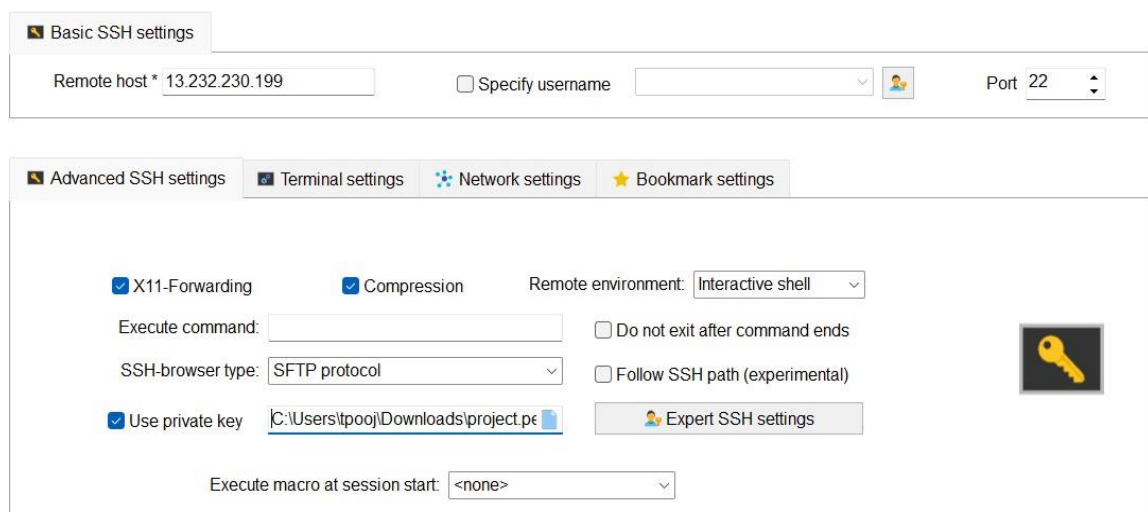 Basic SSH settings
Remote host * 13.232.230.199 Specify username Port 22
Advanced SSH settings Terminal settings Network settings Bookmark settings
X11-Forwarding Compression Remote environment: Interactive shell
Execute command: Do not exit after command ends
SSH-browser type: SFTP protocol Follow SSH path (experimental)
Use private key C:\Users\tpooj\Downloads\project.pe Expert SSH settings
Execute macro at session start: <none>